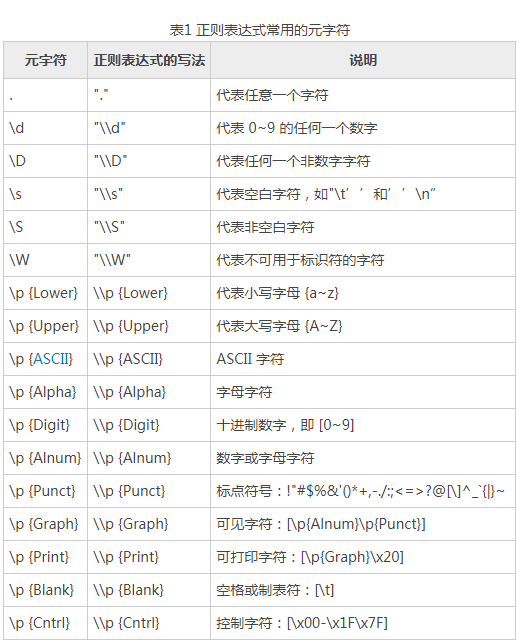 表1 正则表达式常用的元字符
元字符 正则表达式的写法 说明
. "." 代表任意一个字符
\d "\\d" 代表 0~9 的任何一个数字
\D "\\D" 代表任何一个非数字字符
\s "\\s" 代表空白字符，如"\t’ ’和’ ’\n”
\S "\\S" 代表非空白字符
\W "\\W" 代表不可用于标识符的字符
\p {Lower} \\p {Lower} 代表小写字母 {a~z}
\p {Upper} \\p {Upper} 代表大写字母 {A~Z}
\p {ASCII} \\p {ASCII} ASCII 字符
\p {Alpha} \\p {Alpha} 字母字符
\p {Digit} \\p {Digit} 十进制数字，即 [0~9]
\p {Alnum} \\p {Alnum} 数字或字母字符
\p {Punct} \\p {Punct} 标点符号：!"#$%&'()*+,-./:;<=>?@[\]^_`{|}~
\p {Graph} \\p {Graph} 可见字符：[\p{Alnum}\p{Punct}]
\p {Print} \\p {Print} 可打印字符：[\p{Graph}\x20]
\p {Blank} \\p {Blank} 空格或制表符：[\t]
\p {Cntrl} \\p {Cntrl} 控制字符：[\x00-\x1F\x7F]